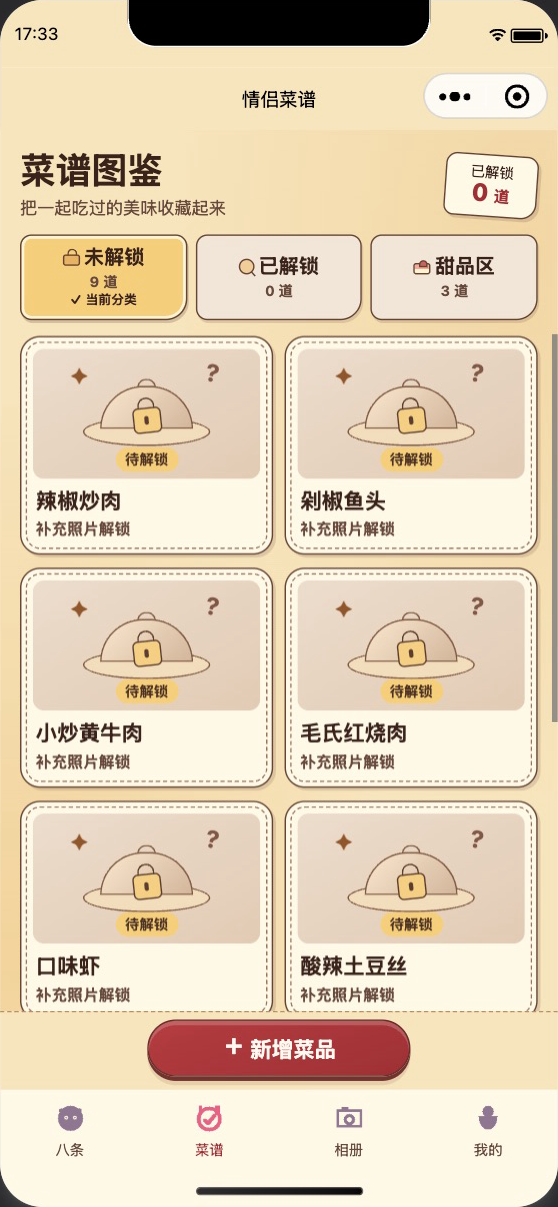 17:33
情侣菜谱
菜谱图鉴
把一起吃过的美味收藏起来
已解锁
0 道
未解锁
9 道
✓ 当前分类
已解锁
0 道
甜品区
3 道
?
待解锁
辣椒炒肉
补充照片解锁
?
待解锁
剁椒鱼头
补充照片解锁
?
待解锁
小炒黄牛肉
补充照片解锁
?
待解锁
毛氏红烧肉
补充照片解锁
?
待解锁
口味虾
补充照片解锁
?
待解锁
酸辣土豆丝
补充照片解锁
+ 新增菜品
八条
菜谱
相册
我的